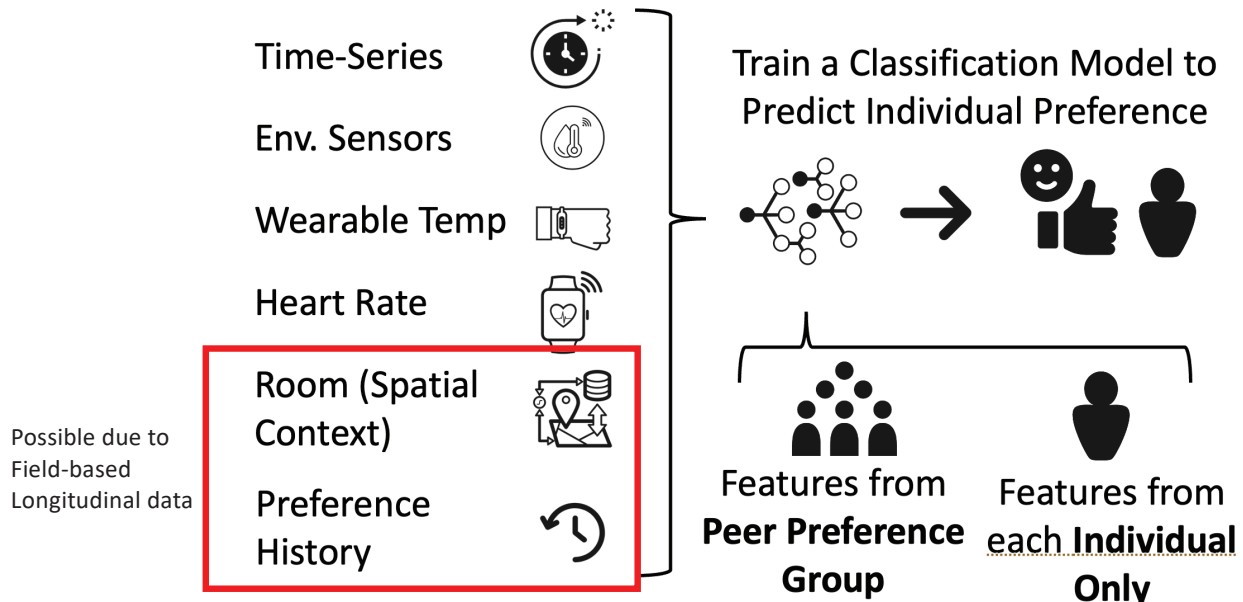 Time-Series
Env. Sensors
Wearable Temp
Heart Rate
Room (Spatial
Context)
Preference
History
Possible due to
Field-based
Longitudinal data
Train a Classification Model to
Predict Individual Preference
Features from
Peer Preference
Group
Features from
each Individual
Only